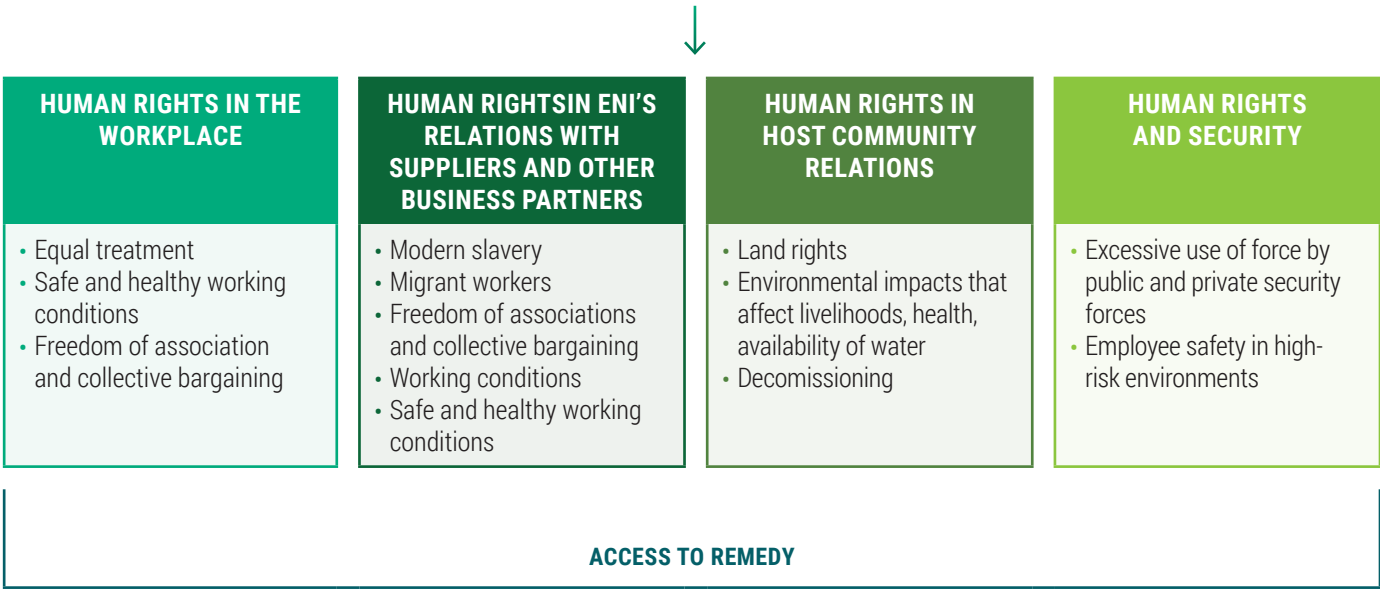 HUMAN RIGHTS IN THE
WORKPLACE
• Equal treatment
• Safe and healthy working
conditions
• Freedom of association
and collective bargaining
HUMAN RIGHTSIN ENI'S
RELATIONS WITH
SUPPLIERS AND OTHER
BUSINESS PARTNERS
• Modern slavery
• Migrant workers
• Freedom of associations
and collective bargaining
• Working conditions
• Safe and healthy working
conditions
HUMAN RIGHTS IN
HOST COMMUNITY
RELATIONS
• Land rights
• Environmental impacts that
affect livelihoods, health,
availability of water
• Decomissioning
HUMAN RIGHTS
AND SECURITY
• Excessive use of force by
public and private security
forces
• Employee safety in high-
risk environments
ACCESS TO REMEDY